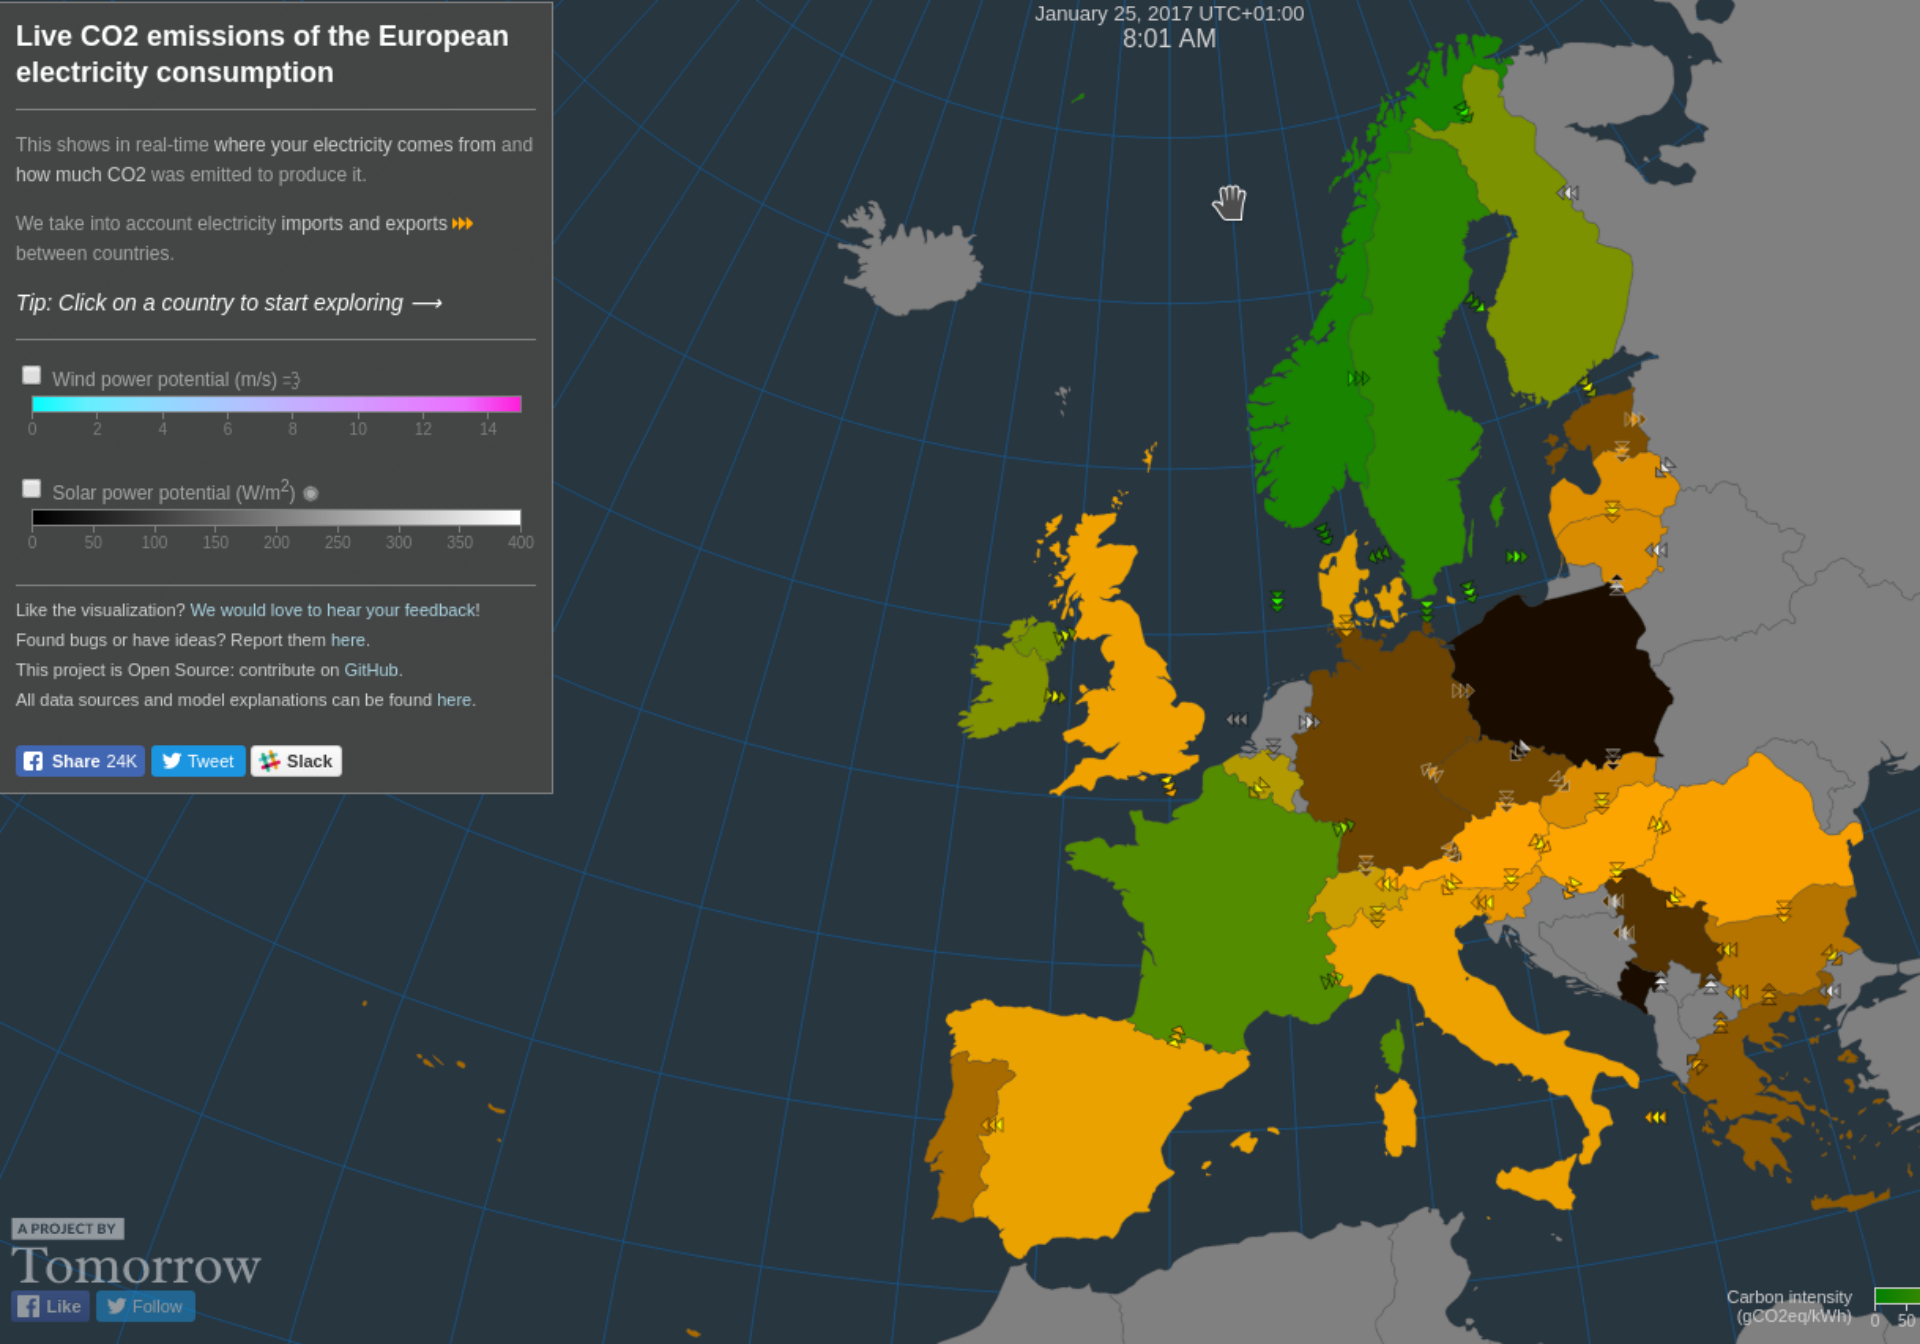 Live CO2 emissions of the European
electricity consumption
This shows in real-time where your electricity comes from and
how much CO2 was emitted to produce it.
We take into account electricity imports and exports
between countries.
Tip: Click on a country to start exploring ⟶
Wind power potential (m/s)
0 2 4 6 8 10 12 14
Solar power potential (W/m²)
0 50 100 150 200 250 300 350 400
Like the visualization? We would love to hear your feedback!
Found bugs or have ideas? Report them here.
This project is Open Source: contribute on GitHub.
All data sources and model explanations can be found here.
Share 24K Tweet Slack
January 25, 2017 UTC+01:00
8:01 AM
A PROJECT BY
Tomorrow
Like Follow
Carbon intensity
(gCO2eq/kWh)
0 50